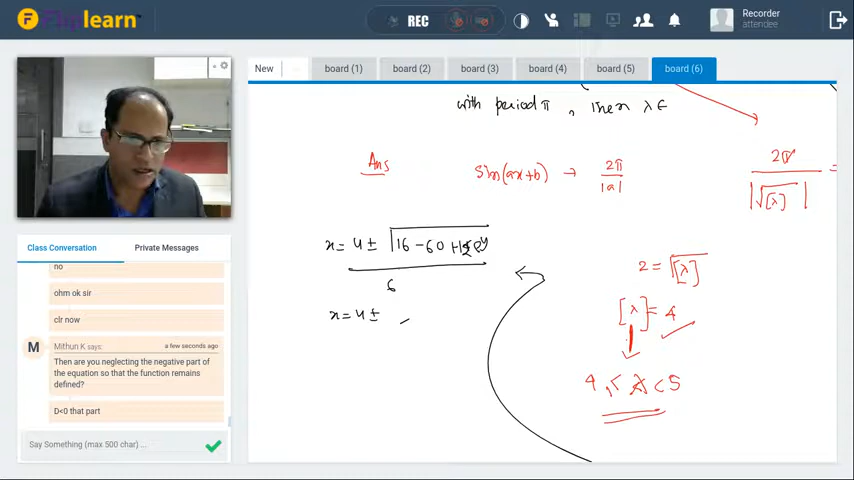 Fliplearn
REC
Recorder
attendee
New
board (1)
board (2)
board (3)
board (4)
board (5)
board (6)
Class Conversation
Private Messages
no
ohm ok sir
clr now
M
Mithun K says:
a few seconds ago
Then are you neglecting the negative part of
the equation so that the function remains
defined?
D<0 that part
Say Something (max 500 char) ...
with period π , then λ ∈
Ans
Sin(ax+b) → 2π / |a|
2π / |√[λ]| =
x = 4 ± √16 - 60 + 12y / 6
x = 4 ±
2 = √[λ]
[λ] = 4
4 ≤ λ < 5